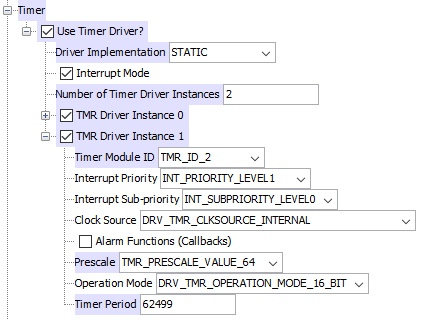 Timer
Use Timer Driver?
Driver Implementation STATIC
Interrupt Mode
Number of Timer Driver Instances 2
TMR Driver Instance 0
TMR Driver Instance 1
Timer Module ID TMR_ID_2
Interrupt Priority INT_PRIORITY_LEVEL1
Interrupt Sub-priority INT_SUBPRIORITY_LEVEL0
Clock Source DRV_TMR_CLKSOURCE_INTERNAL
Alarm Functions (Callbacks)
Prescale TMR_PRESCALE_VALUE_64
Operation Mode DRV_TMR_OPERATION_MODE_16_BIT
Timer Period 62499